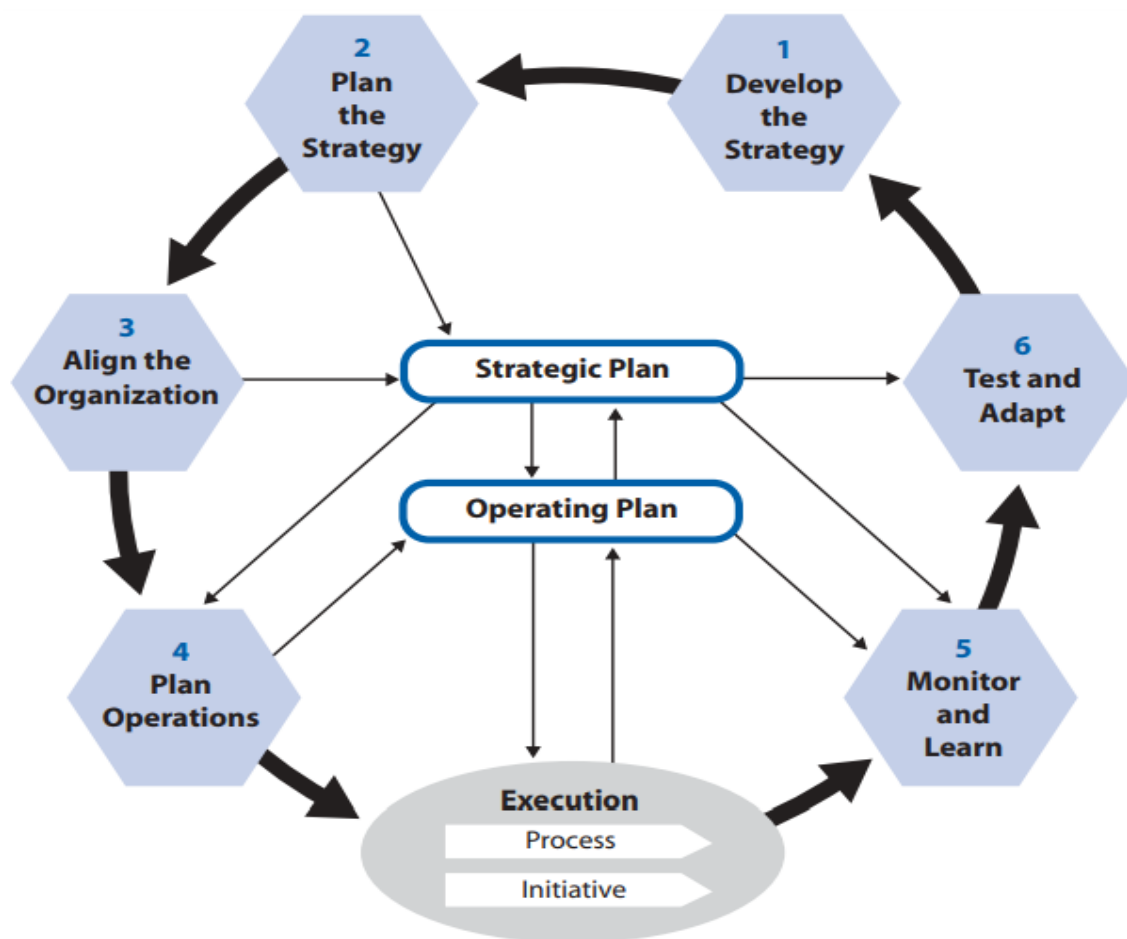 1
Develop
the
Strategy
2
Plan
the
Strategy
3
Align the
Organization
Strategic Plan
6
Test and
Adapt
Operating Plan
4
Plan
Operations
5
Monitor
and
Learn
Execution
Process
Initiative